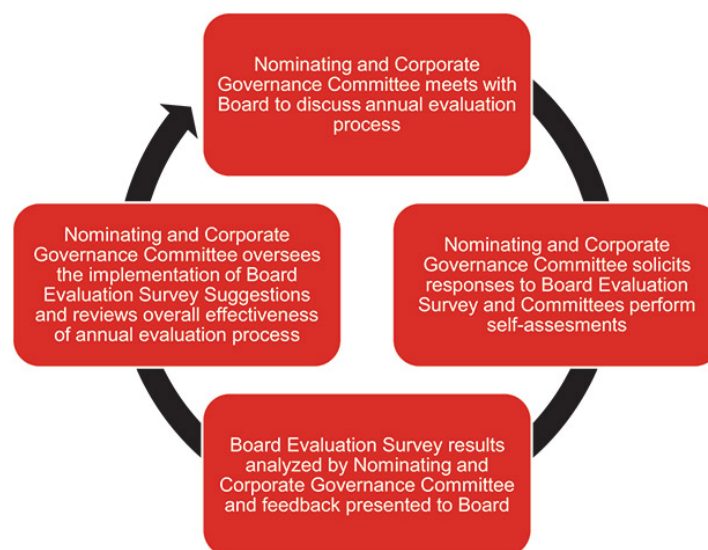 Nominating and Corporate
Governance Committee meets with
Board to discuss annual evaluation
process
Nominating and Corporate
Governance Committee solicits
responses to Board Evaluation
Survey and Committees perform
self-assesments
Board Evaluation Survey results
analyzed by Nominating and
Corporate Governance Committee
and feedback presented to Board
Nominating and Corporate
Governance Committee oversees
the implementation of Board
Evaluation Survey Suggestions
and reviews overall effectiveness
of annual evaluation process